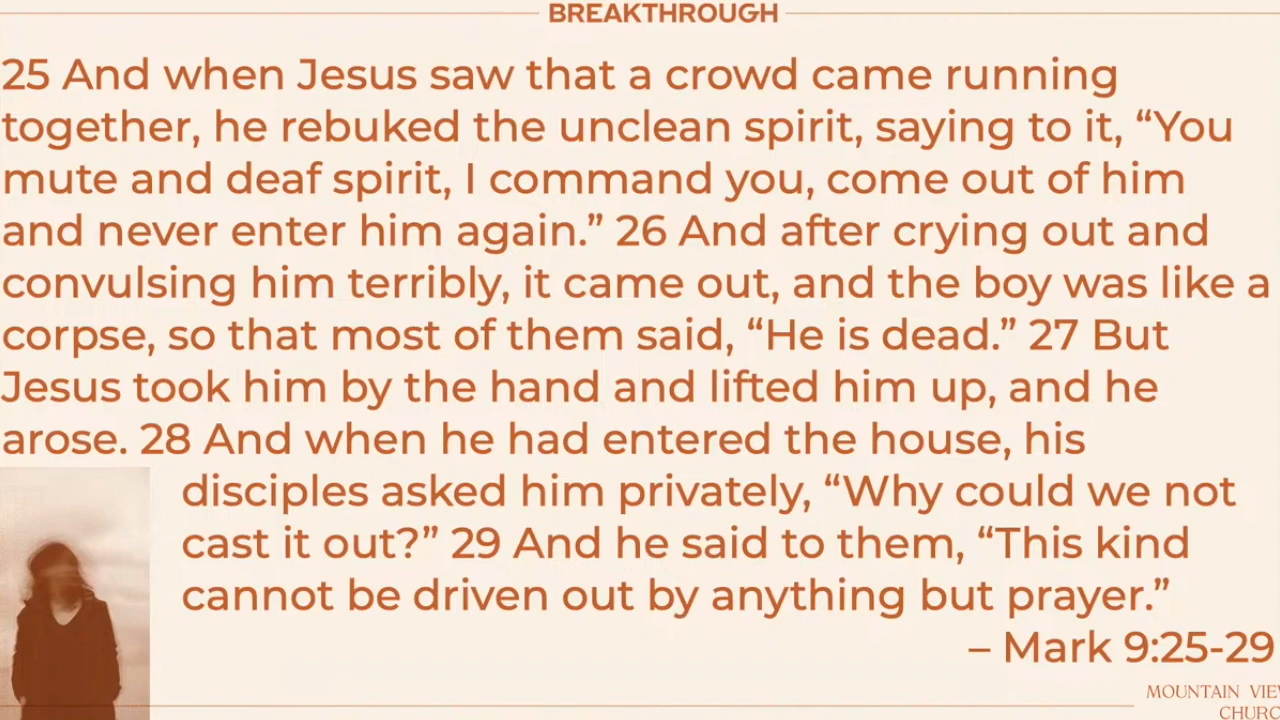 BREAKTHROUGH
25 And when Jesus saw that a crowd came running
together, he rebuked the unclean spirit, saying to it, “You
mute and deaf spirit, I command you, come out of him
and never enter him again.” 26 And after crying out and
convulsing him terribly, it came out, and the boy was like a
corpse, so that most of them said, “He is dead.” 27 But
Jesus took him by the hand and lifted him up, and he
arose. 28 And when he had entered the house, his
disciples asked him privately, “Why could we not
cast it out?” 29 And he said to them, “This kind
cannot be driven out by anything but prayer.”
– Mark 9:25-29
MOUNTAIN VIEW
CHURC